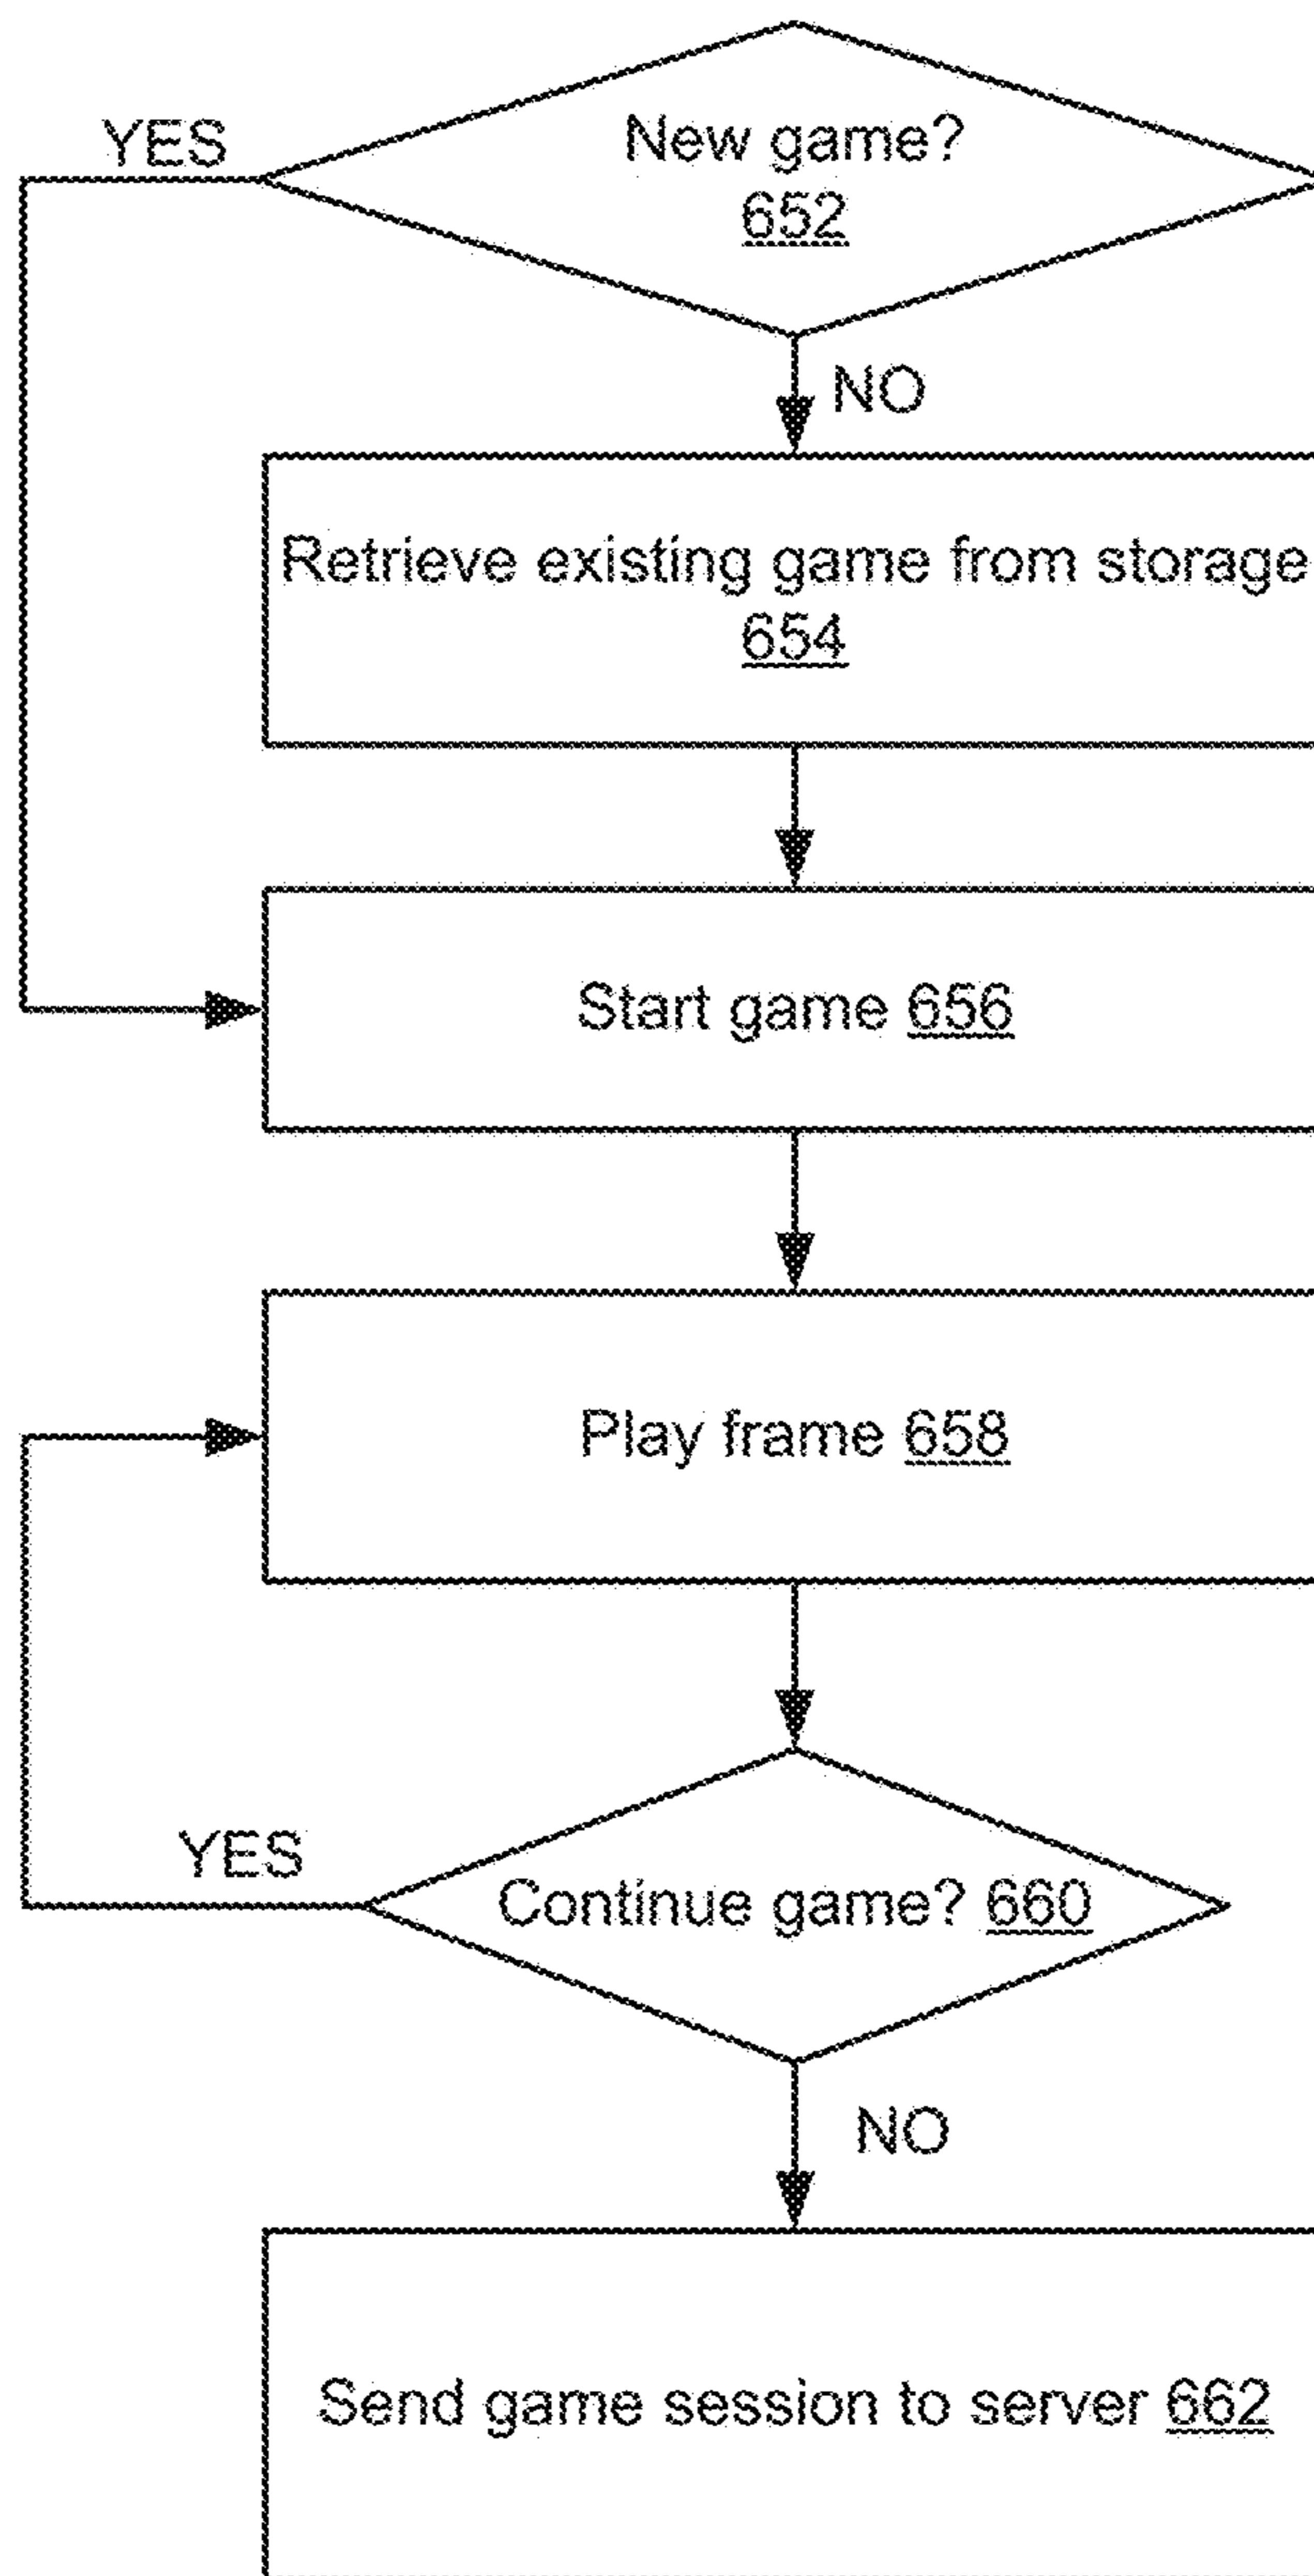 New game?
652
YES
NO
Retrieve existing game from storage
654
Start game 656
Play frame 658
Continue game? 660
YES
NO
Send game session to server 662